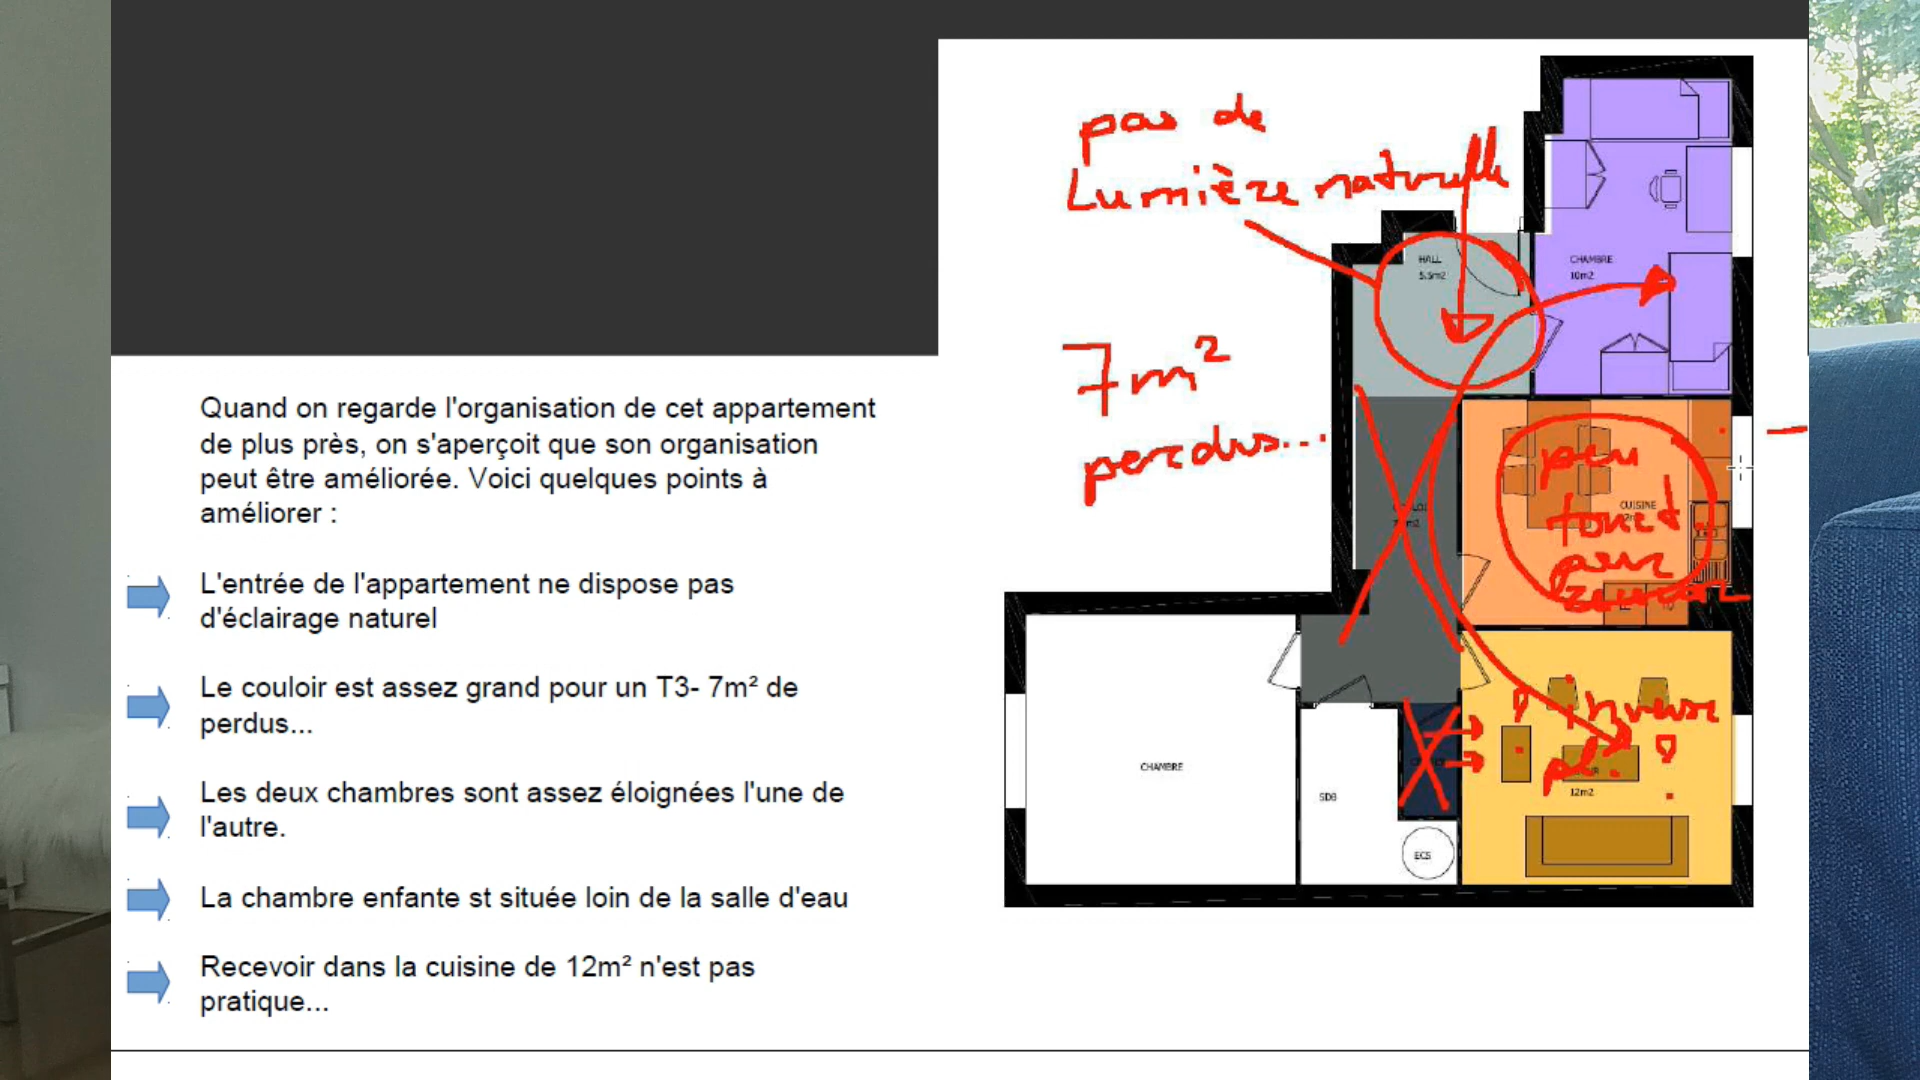 Quand on regarde l'organisation de cet appartement
de plus près, on s'aperçoit que son organisation
peut être améliorée. Voici quelques points à
améliorer :
L'entrée de l'appartement ne dispose pas
d'éclairage naturel
Le couloir est assez grand pour un T3- 7m² de
perdus...
Les deux chambres sont assez éloignées l'une de
l'autre.
La chambre enfante st située loin de la salle d'eau
Recevoir dans la cuisine de 12m² n'est pas
pratique...
pas de
Lumière naturelle
7m²
perdus...
HALL
5.5m2
CHAMBRE
10m2
CUISINE
peu
CHAMBRE
SDB
ECS
12m2